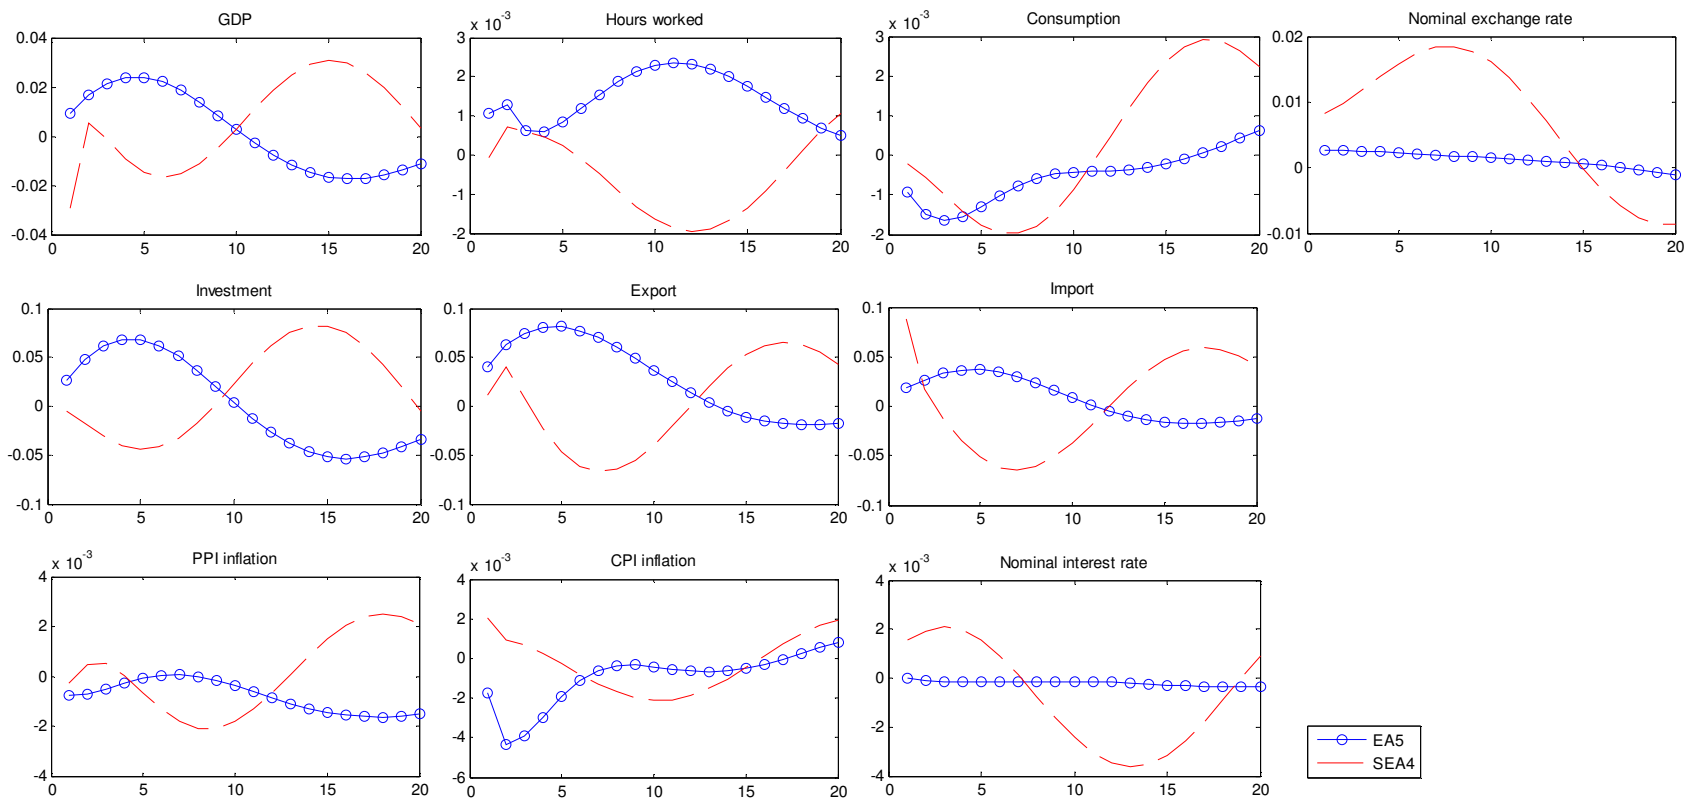 GDP
0.04
0.02
0
-0.02
-0.04
0 5 10 15 20
Hours worked
x 10-3
3
2
1
0
-1
-2
0 5 10 15 20
Consumption
x 10-3
3
2
1
0
-1
-2
0 5 10 15 20
Nominal exchange rate
0.02
0.01
0
-0.01
0 5 10 15 20
Investment
0.1
0.05
0
-0.05
-0.1
0 5 10 15 20
Export
0.1
0.05
0
-0.05
-0.1
0 5 10 15 20
Import
0.1
0.05
0
-0.05
-0.1
0 5 10 15 20
PPI inflation
x 10-3
4
2
0
-2
-4
0 5 10 15 20
CPI inflation
x 10-3
4
2
0
-2
-4
-6
0 5 10 15 20
Nominal interest rate
x 10-3
4
2
0
-2
-4
0 5 10 15 20
EA5
SEA4